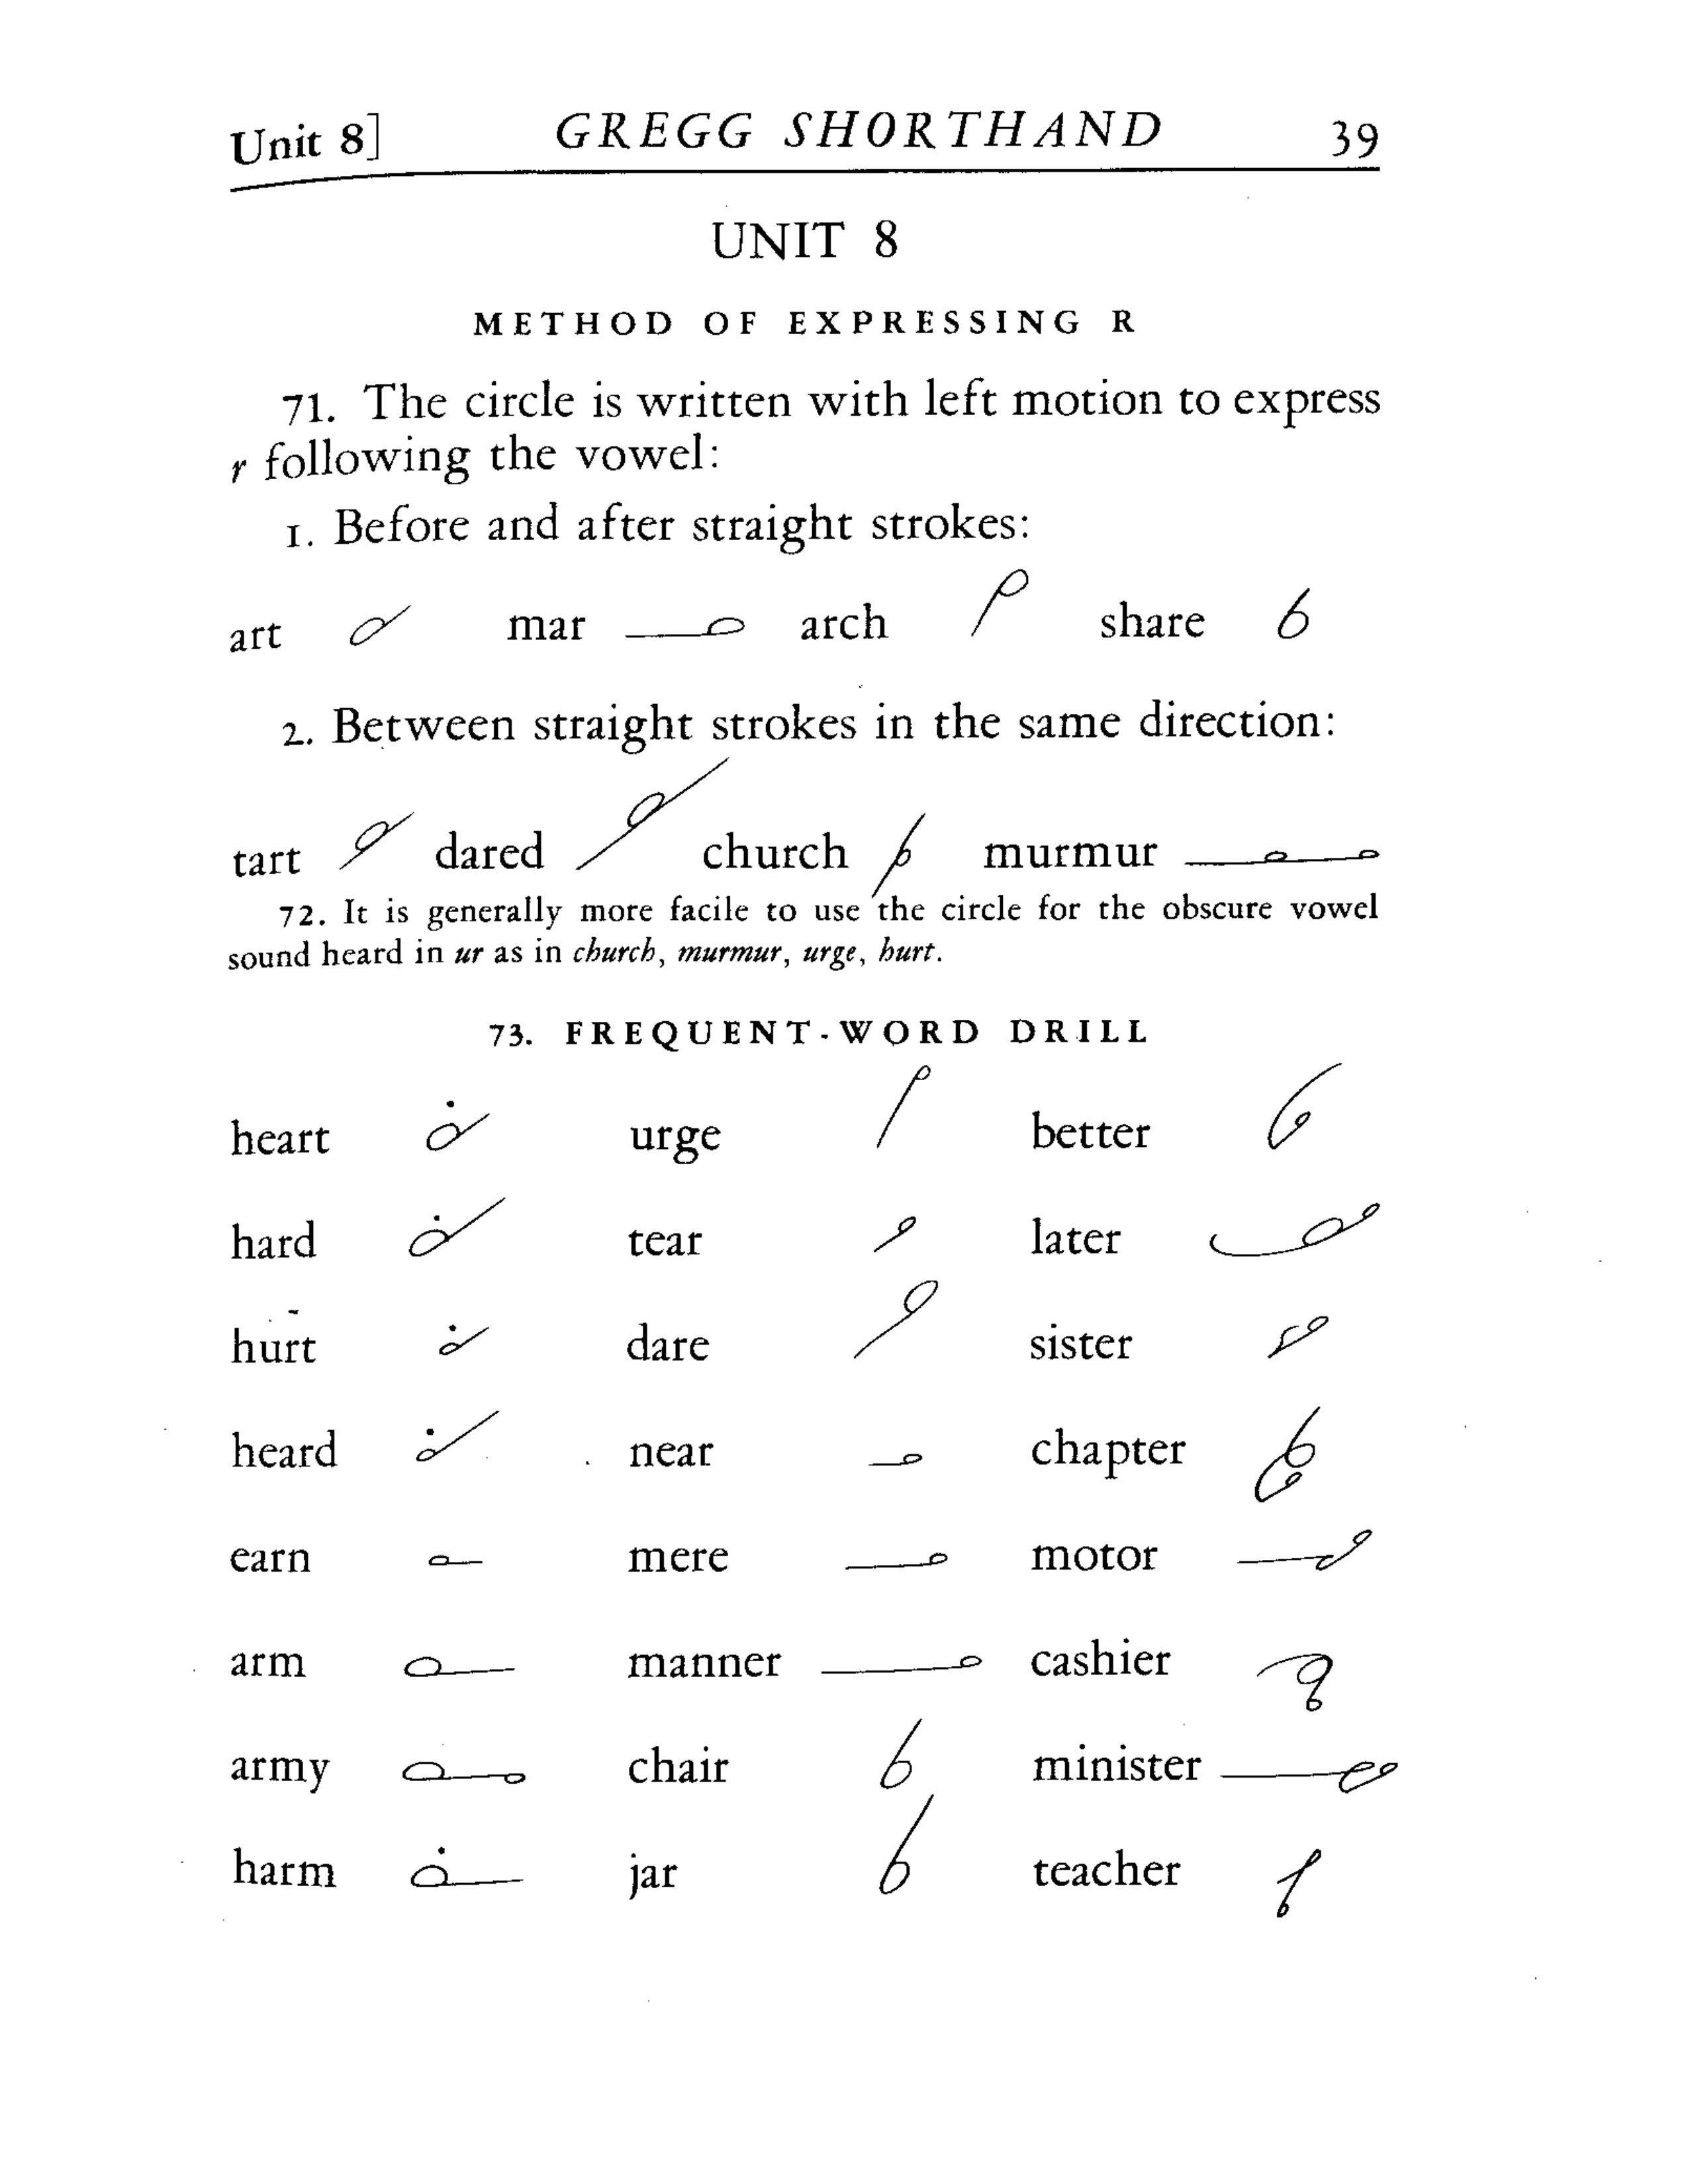 Unit 8] GREGG SHORTHAND 39
UNIT 8
METHOD OF EXPRESSING R
71. The circle is written with left motion to express
r following the vowel:
1. Before and after straight strokes:
art mar arch share
2. Between straight strokes in the same direction:
tart dared church murmur
72. It is generally more facile to use the circle for the obscure vowel
sound heard in ur as in church, murmur, urge, hurt.
73. FREQUENT-WORD DRILL
heart urge better
hard tear later
hurt dare sister
heard near chapter
earn mere motor
arm manner cashier
army chair minister
harm jar teacher